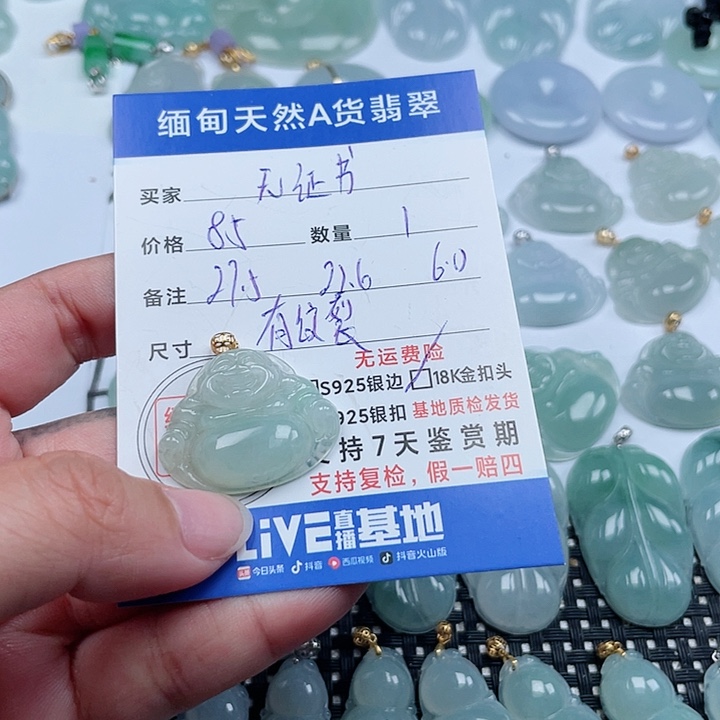 缅甸天然A货翡翠
买家 无证书
价格 85 数量 1
备注 27.5 22.6 6.0
尺寸 有纹裂
无运费险
S925银边 18K金扣头
925银扣 基地质检发货
支持7天鉴赏期
支持复检，假一赔四
LiVE直播基地
头条 今日头条 抖音 西瓜视频 抖音火山版